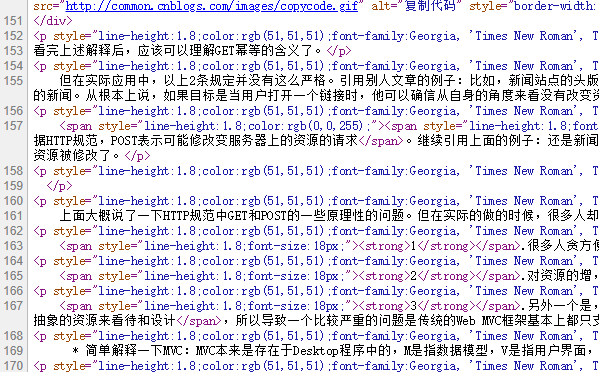 src="http://common.cnblogs.com/images/copycode.gif" alt="复制代码" style="border-width:
151 </div>
152 <p style="line-height:1.8;color:rgb(51,51,51);font-family:Georgia, 'Times New Roman', T
153 看完上述解释后，应该可以理解GET幂等的含义了。</p>
154 <p style="line-height:1.8;color:rgb(51,51,51);font-family:Georgia, 'Times New Roman', T
155 但在实际应用中，以上2条规定并没有这么严格。引用别人文章的例子：比如，新闻站点的头版
的新闻。从根本上说，如果目标是当用户打开一个链接时，他可以确信从自身的角度来看没有改变资
156 <p style="line-height:1.8;color:rgb(51,51,51);font-family:Georgia, 'Times New Roman', T
157 <span style="line-height:1.8;color:rgb(0,0,255);"><span style="line-height:1.8;fon
据HTTP规范，POST表示可能修改变服务器上的资源的请求</span>。继续引用上面的例子：还是新闻
资源被修改了。</p>
158 <p style="line-height:1.8;color:rgb(51,51,51);font-family:Georgia, 'Times New Roman', T
159 </p>
160 <p style="line-height:1.8;color:rgb(51,51,51);font-family:Georgia, 'Times New Roman', T
161 上面大概说了一下HTTP规范中GET和POST的一些原理性的问题。但在实际的做的时候，很多人却
162 <p style="line-height:1.8;color:rgb(51,51,51);font-family:Georgia, 'Times New Roman', T
163 <span style="line-height:1.8;font-size:18px;"><strong>1</strong></span>.很多人贪方便
164 <p style="line-height:1.8;color:rgb(51,51,51);font-family:Georgia, 'Times New Roman', T
165 <span style="line-height:1.8;font-size:18px;"><strong>2</strong></span>.对资源的增，
166 <p style="line-height:1.8;color:rgb(51,51,51);font-family:Georgia, 'Times New Roman', T
167 <span style="line-height:1.8;font-size:18px;"><strong>3</strong></span>.另外一个是，
抽象的资源来看待和设计</span>，所以导致一个比较严重的问题是传统的Web MVC框架基本上都只支
168 <p style="line-height:1.8;color:rgb(51,51,51);font-family:Georgia, 'Times New Roman', T
169 * 简单解释一下MVC：MVC本来是存在于Desktop程序中的，M是指数据模型，V是指用户界面，
170 <p style="line-height:1.8;color:rgb(51,51,51);font-family:Georgia, 'Times New Roman', T